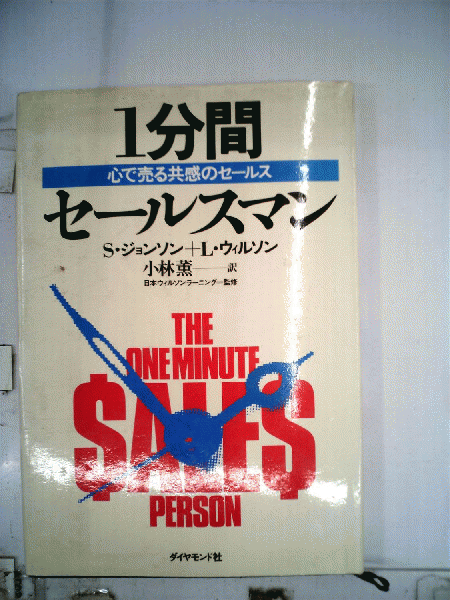 1分間
心で売る共感のセールス
セールスマン
S・ジョンソン+L・ウィルソン
小林薫——訳
日本ウィルソンラーニング—監修
THE
ONE MINUTE
$ALE$
PERSON
ダイヤモンド社